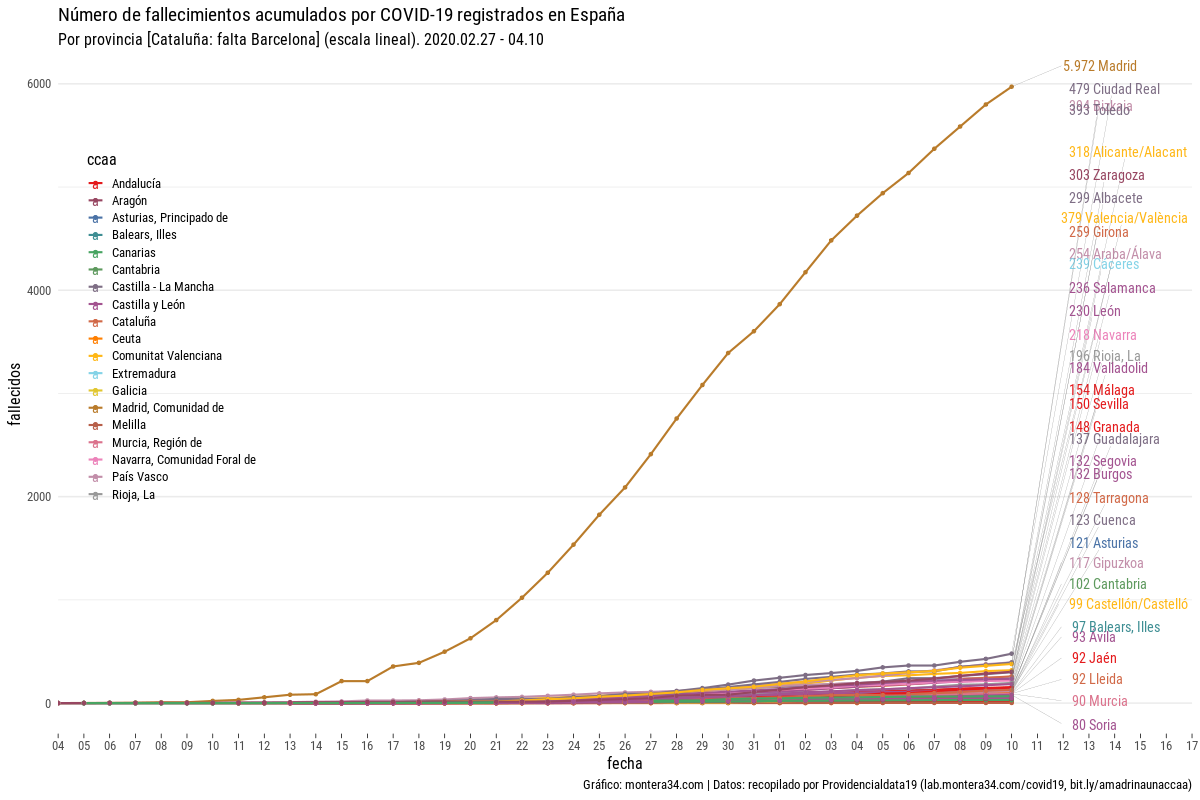 Número de fallecimientos acumulados por COVID-19 registrados en España
Por provincia [Cataluña: falta Barcelona] (escala lineal). 2020.02.27 - 04.10
6000
4000
2000
0
fallecidos
ccaa
Andalucía
Aragón
Asturias, Principado de
Balears, Illes
Canarias
Cantabria
Castilla - La Mancha
Castilla y León
Cataluña
Ceuta
Comunitat Valenciana
Extremadura
Galicia
Madrid, Comunidad de
Melilla
Murcia, Región de
Navarra, Comunidad Foral de
País Vasco
Rioja, La
5.972 Madrid
479 Ciudad Real
Bizkaia
393 Toledo
318 Alicante/Alacant
303 Zaragoza
299 Albacete
379 Valencia/València
259 Girona
254 Araba/Álava
239 Cáceres
236 Salamanca
230 León
218 Navarra
196 Rioja, La
184 Valladolid
154 Málaga
150 Sevilla
148 Granada
137 Guadalajara
132 Segovia
132 Burgos
128 Tarragona
123 Cuenca
121 Asturias
117 Gipuzkoa
102 Cantabria
99 Castellón/Castelló
97 Balears, Illes
93 Ávila
92 Jaén
92 Lleida
90 Murcia
80 Soria
04 05 06 07 08 09 10 11 12 13 14 15 16 17 18 19 20 21 22 23 24 25 26 27 28 29 30 31 01 02 03 04 05 06 07 08 09 10 11 12 13 14 15 16 17
fecha
Gráfico: montera34.com | Datos: recopilado por Providencialdata19 (lab.montera34.com/covid19, bit.ly/amadrinaunaccaa)